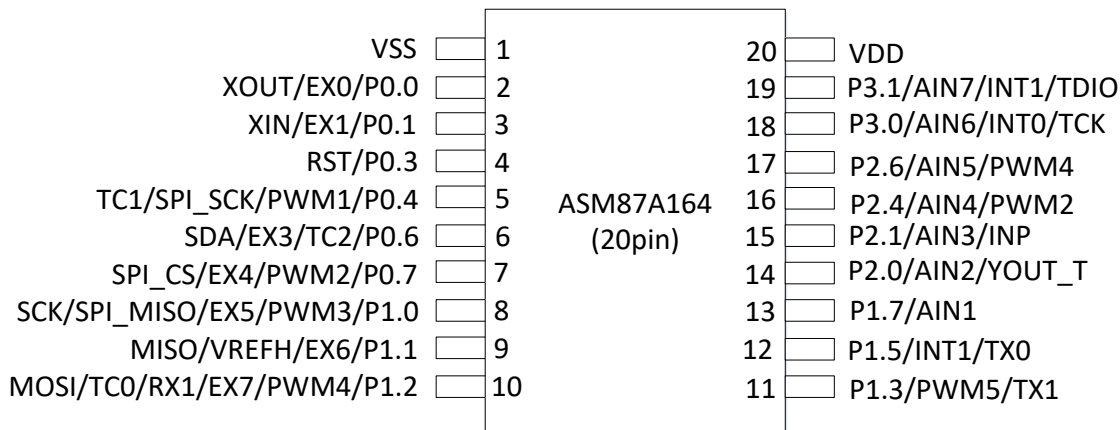 VSS 1 20 VDD
XOUT/EX0/P0.0 2 19 P3.1/AIN7/INT1/TDIO
XIN/EX1/P0.1 3 18 P3.0/AIN6/INT0/TCK
RST/P0.3 4 17 P2.6/AIN5/PWM4
TC1/SPI_SCK/PWM1/P0.4 5 ASM87A164 16 P2.4/AIN4/PWM2
SDA/EX3/TC2/P0.6 6 (20pin) 15 P2.1/AIN3/INP
SPI_CS/EX4/PWM2/P0.7 7 14 P2.0/AIN2/YOUT_T
SCK/SPI_MISO/EX5/PWM3/P1.0 8 13 P1.7/AIN1
MISO/VREFH/EX6/P1.1 9 12 P1.5/INT1/TX0
MOSI/TC0/RX1/EX7/PWM4/P1.2 10 11 P1.3/PWM5/TX1